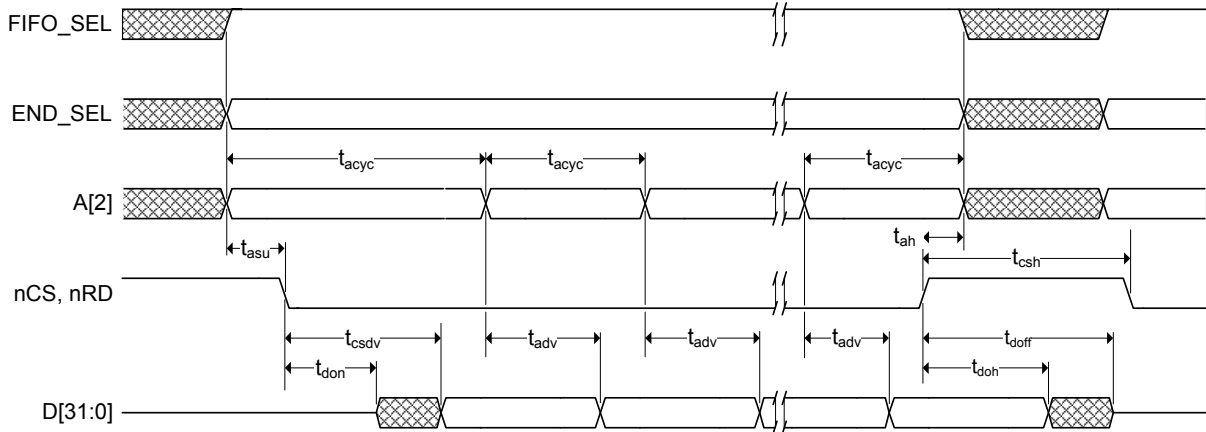 FIFO_SEL
END_SEL
tacyc tacyc tacyc
A[2]
tah
tasu tcsh
nCS, nRD
tcsdv tadv tadv tadv tdoff
tdon tdoh
D[31:0]